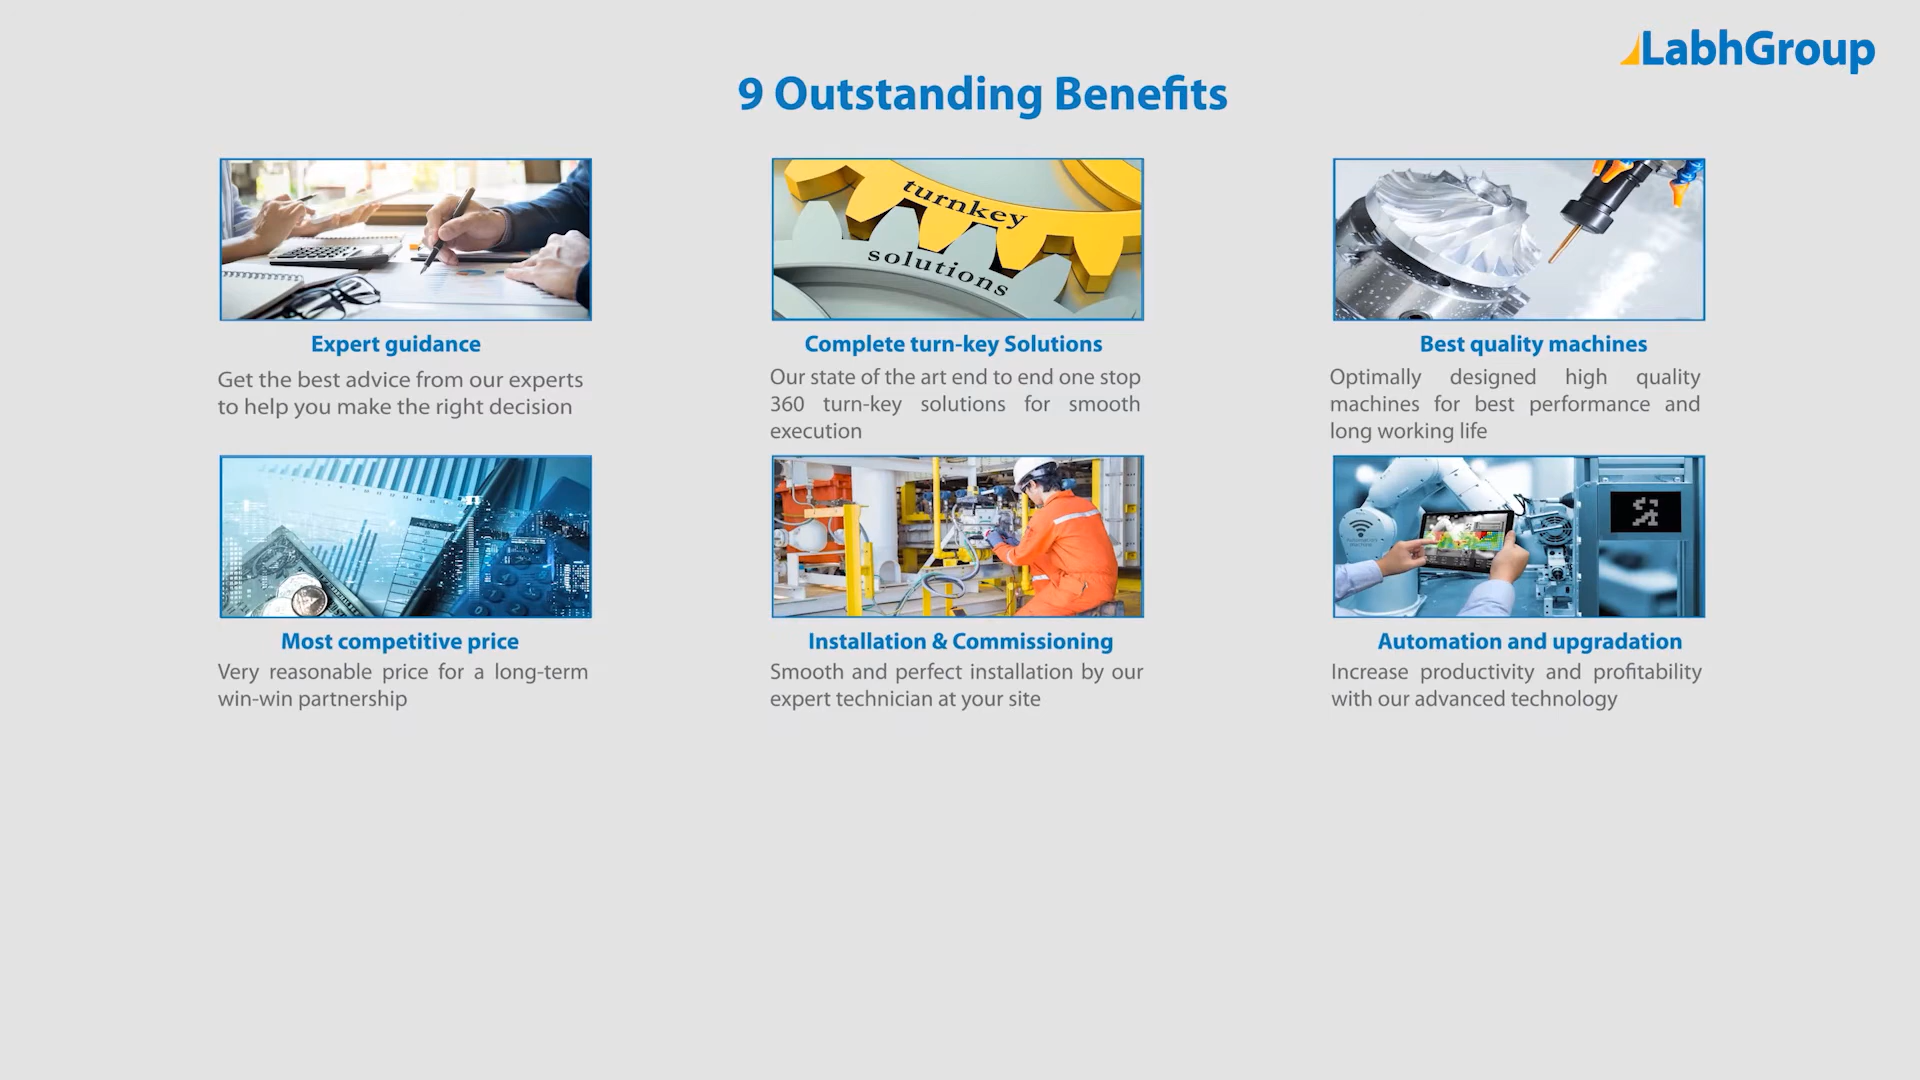 LabhGroup
9 Outstanding Benefits
turnkey
solutions
Expert guidance
Get the best advice from our experts
to help you make the right decision
Complete turn-key Solutions
Our state of the art end to end one stop
360 turn-key solutions for smooth
execution
Best quality machines
Optimally designed high quality
machines for best performance and
long working life
Most competitive price
Very reasonable price for a long-term
win-win partnership
Installation & Commissioning
Smooth and perfect installation by our
expert technician at your site
Automation and upgradation
Increase productivity and profitability
with our advanced technology